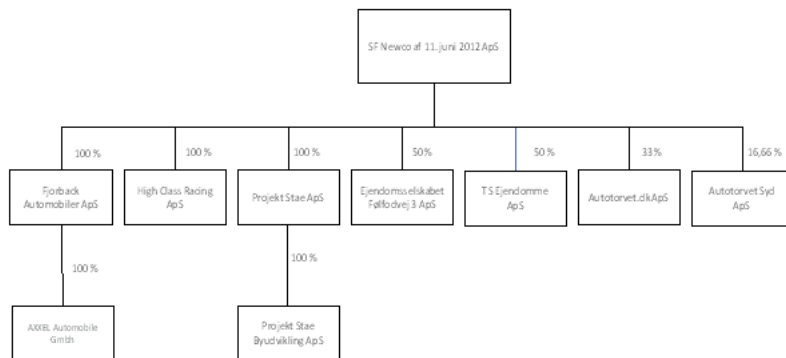 SF Newco af 11. juni 2012 ApS
100 %
100 %
100 %
50 %
50 %
33%
16,66 %
Fjorback
Automobiler ApS
High Class Racing
ApS
Projekt Stae ApS
Ejendomsselskabet
Følfodvej 3 ApS
TS Ejendomme
ApS
Autotorvet.dk ApS
Autotorvet Syd
ApS
100 %
100 %
AXXEL Automobile
Gmbh
Projekt Stae
Byudvikling ApS